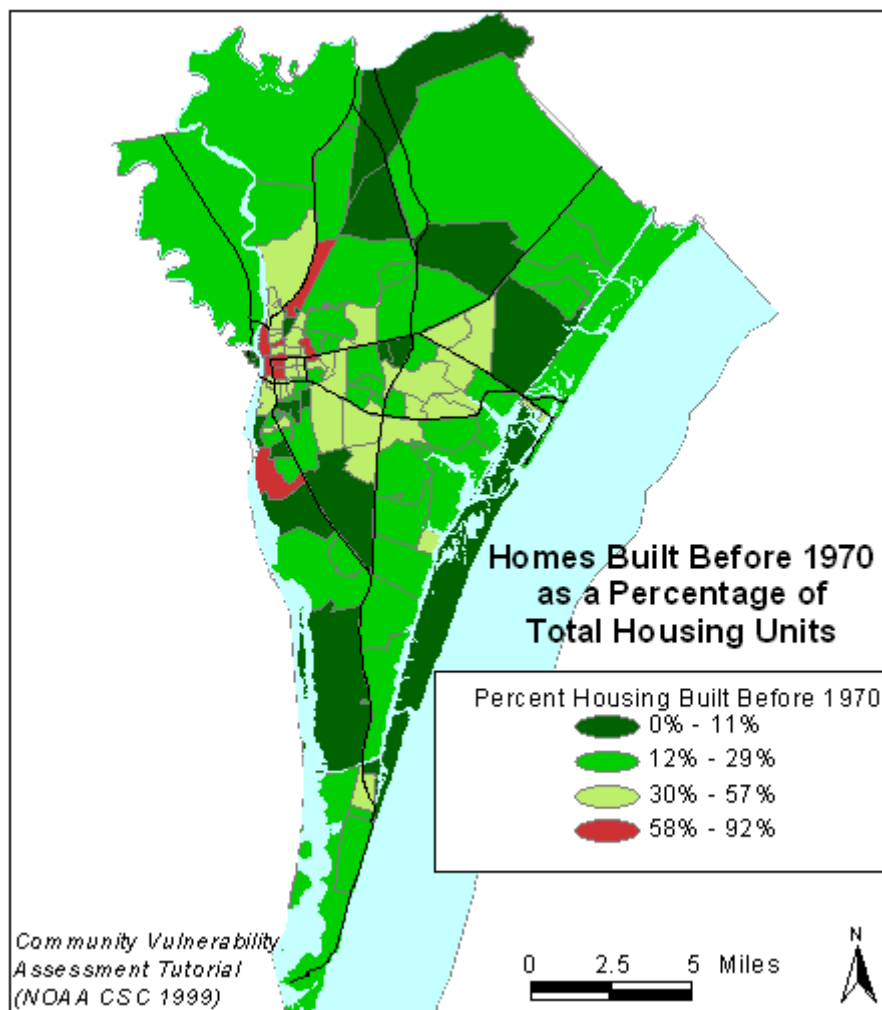 Homes Built Before 1970
as a Percentage of
Total Housing Units
Percent Housing Built Before 1970
0% - 11%
12% - 29%
30% - 57%
58% - 92%
Community Vulnerability
Assessment Tutorial
(NOAA CSC 1999)
0 2.5 5 Miles
N